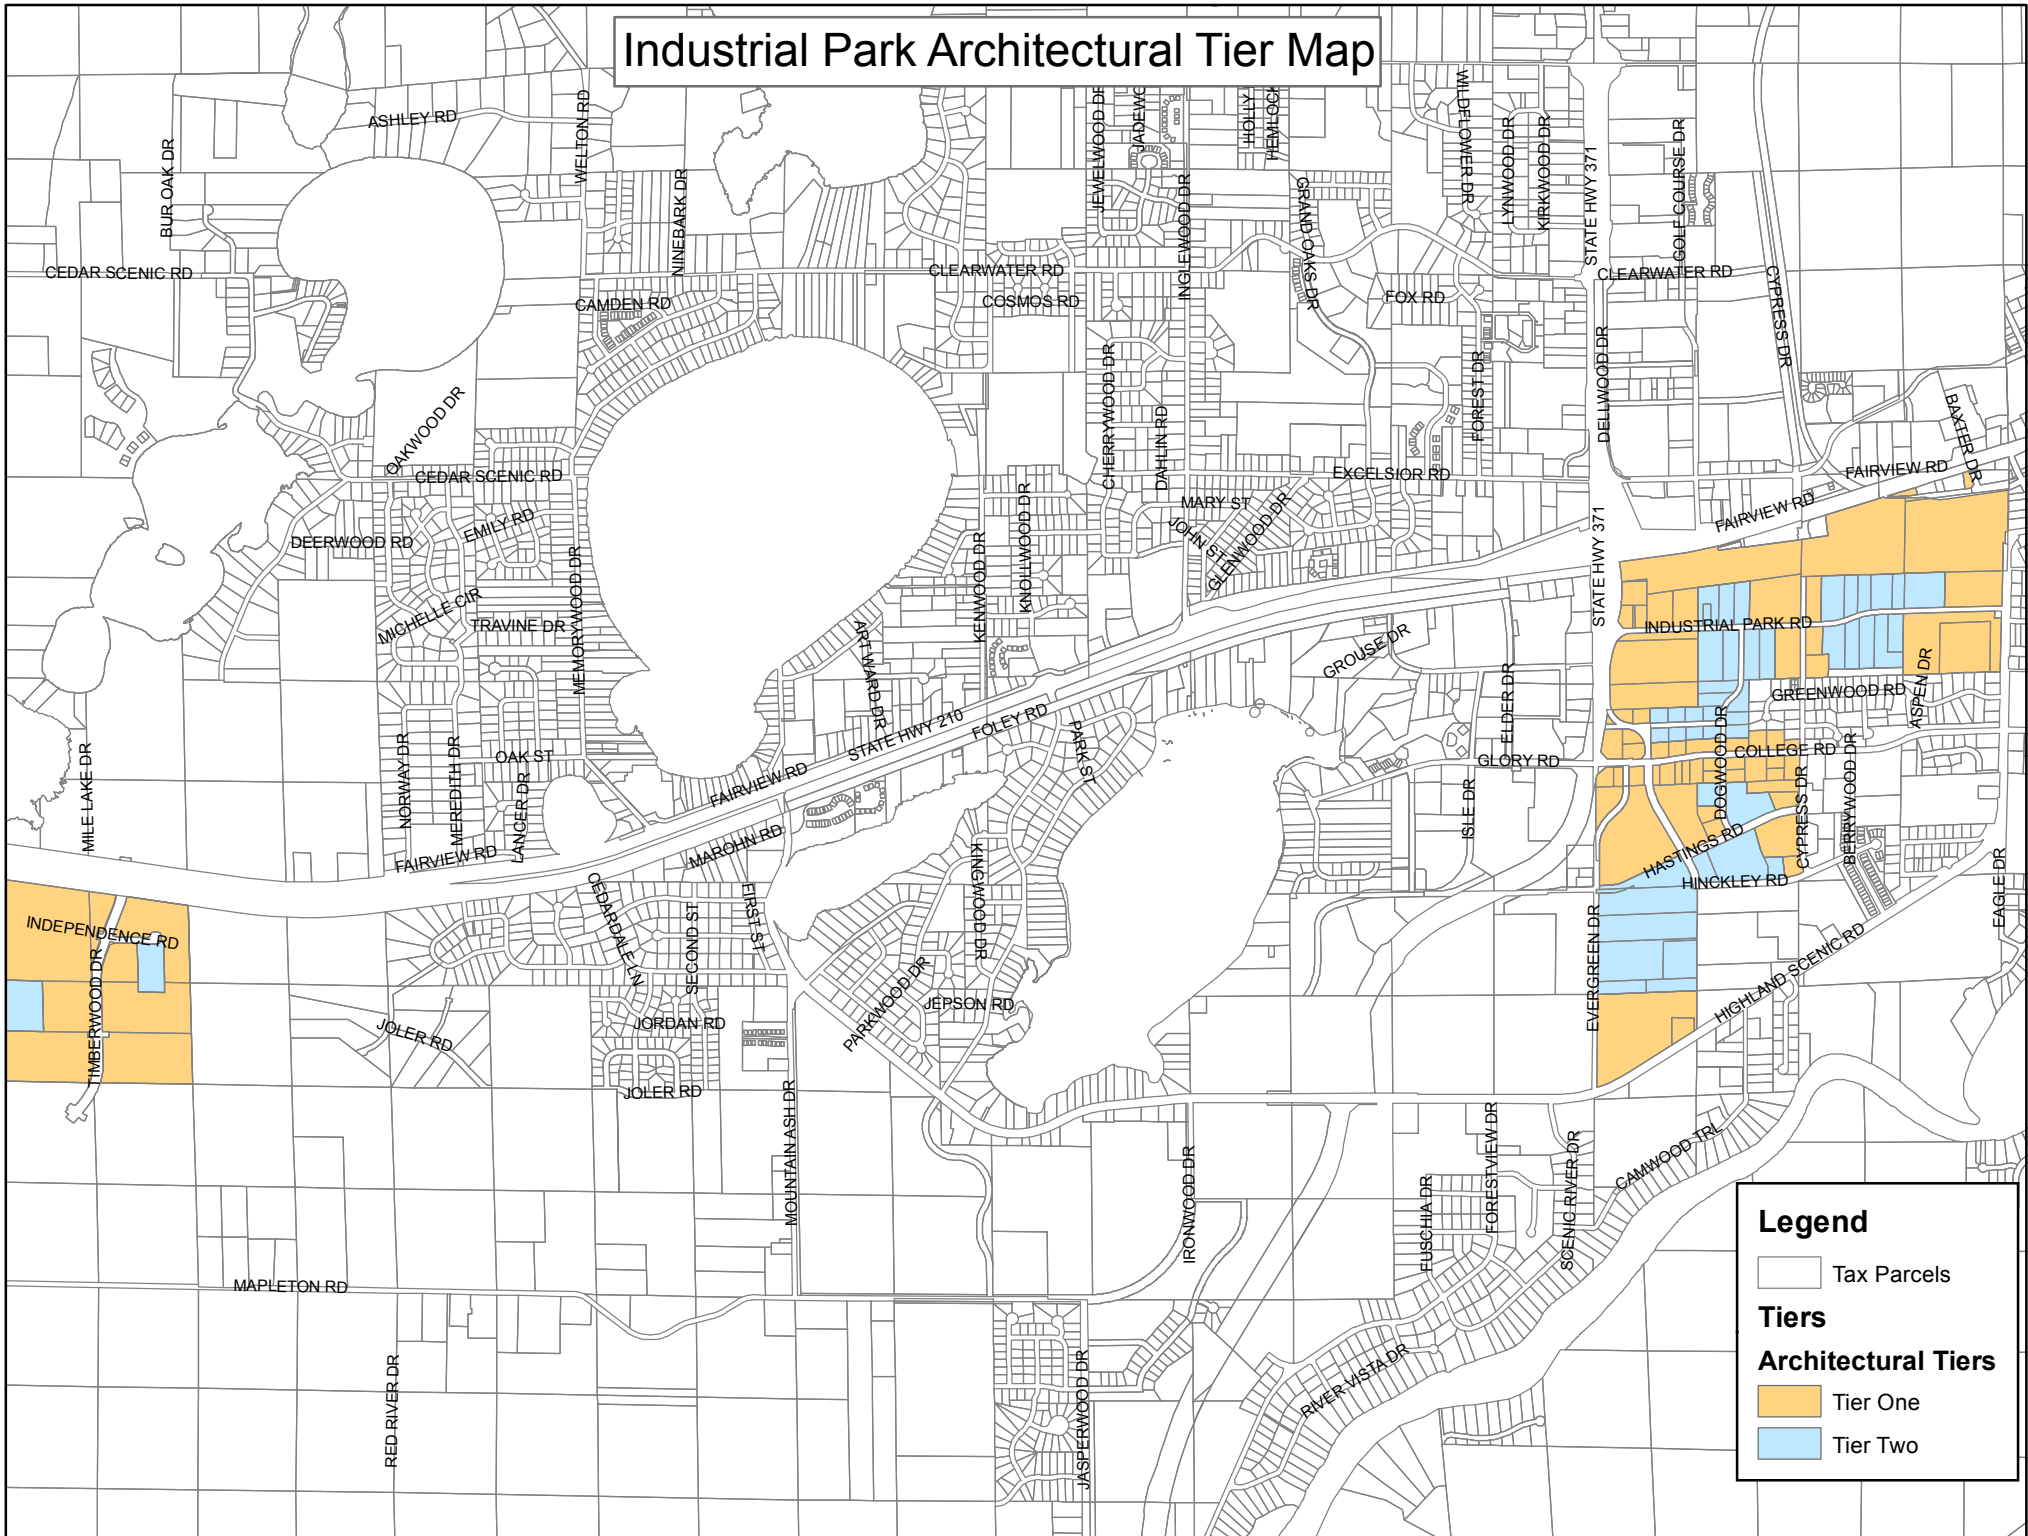 Industrial Park Architectural Tier Map
ASHLEY RD
WELTON RD
BUR OAK DR
NINEBARK DR
JEWELWOOD DR
JADEWO
HOLLY
HEMLOCK
INGLEWOOD DR
GRAND OAKS DR
WILDFLOWER DR
LYNWOOD DR
KIRKWOOD DR
STATE HWY 371
GOLF COURSE DR
CEDAR SCENIC RD
CLEARWATER RD
CLEARWATER RD
CAMDEN RD
COSMOS RD
FOX RD
CYPRESS DR
CHERRYWOOD DR
DAHLIN RD
FOREST DR
DELLWOOD DR
BAXTER DR
OAKWOOD DR
CEDAR SCENIC RD
EXCELSIOR RD
FAIRVIEW RD
MARY ST
JOHN ST
GLENWOOD DR
FAIRVIEW RD
EMILY RD
DEERWOOD RD
KNOLLWOOD DR
KENWOOD DR
MEMORYWOOD DR
STATE HWY 371
MICHELLE CIR
TRAVINE DR
ART WARD DR
GROUSE DR
INDUSTRIAL PARK RD
ELDER DR
ASPEN DR
GREENWOOD RD
STATE HWY 210
FOLEY RD
PARK ST
DOGWOOD DR
COLLEGE RD
BERRYWOOD DR
MILE LAKE DR
NORWAY DR
MEREDITH DR
OAK ST
LANCER DR
FAIRVIEW RD
GLORY RD
ISLE DR
CYPRESS DR
MAROHN RD
FAIRVIEW RD
HASTINGS RD
HINCKLEY RD
EAGLE DR
KINGWOOD DR
CEDARDALE LN
FIRST ST
SECOND ST
INDEPENDENCE RD
TIMBERWOOD DR
EVERGREEN DR
HIGHLAND SCENIC RD
PARKWOOD DR
JEPSON RD
JORDAN RD
JOLER RD
JOLER RD
MOUNTAIN ASH DR
IRONWOOD DR
FUSCHIA DR
FORESTVIEW DR
SCENIC RIVER DR
CAMWOOD TRL
MAPLETON RD
RED RIVER DR
JASPERWOOD DR
RIVER VISTA DR
Legend
Tax Parcels
Tiers
Architectural Tiers
Tier One
Tier Two